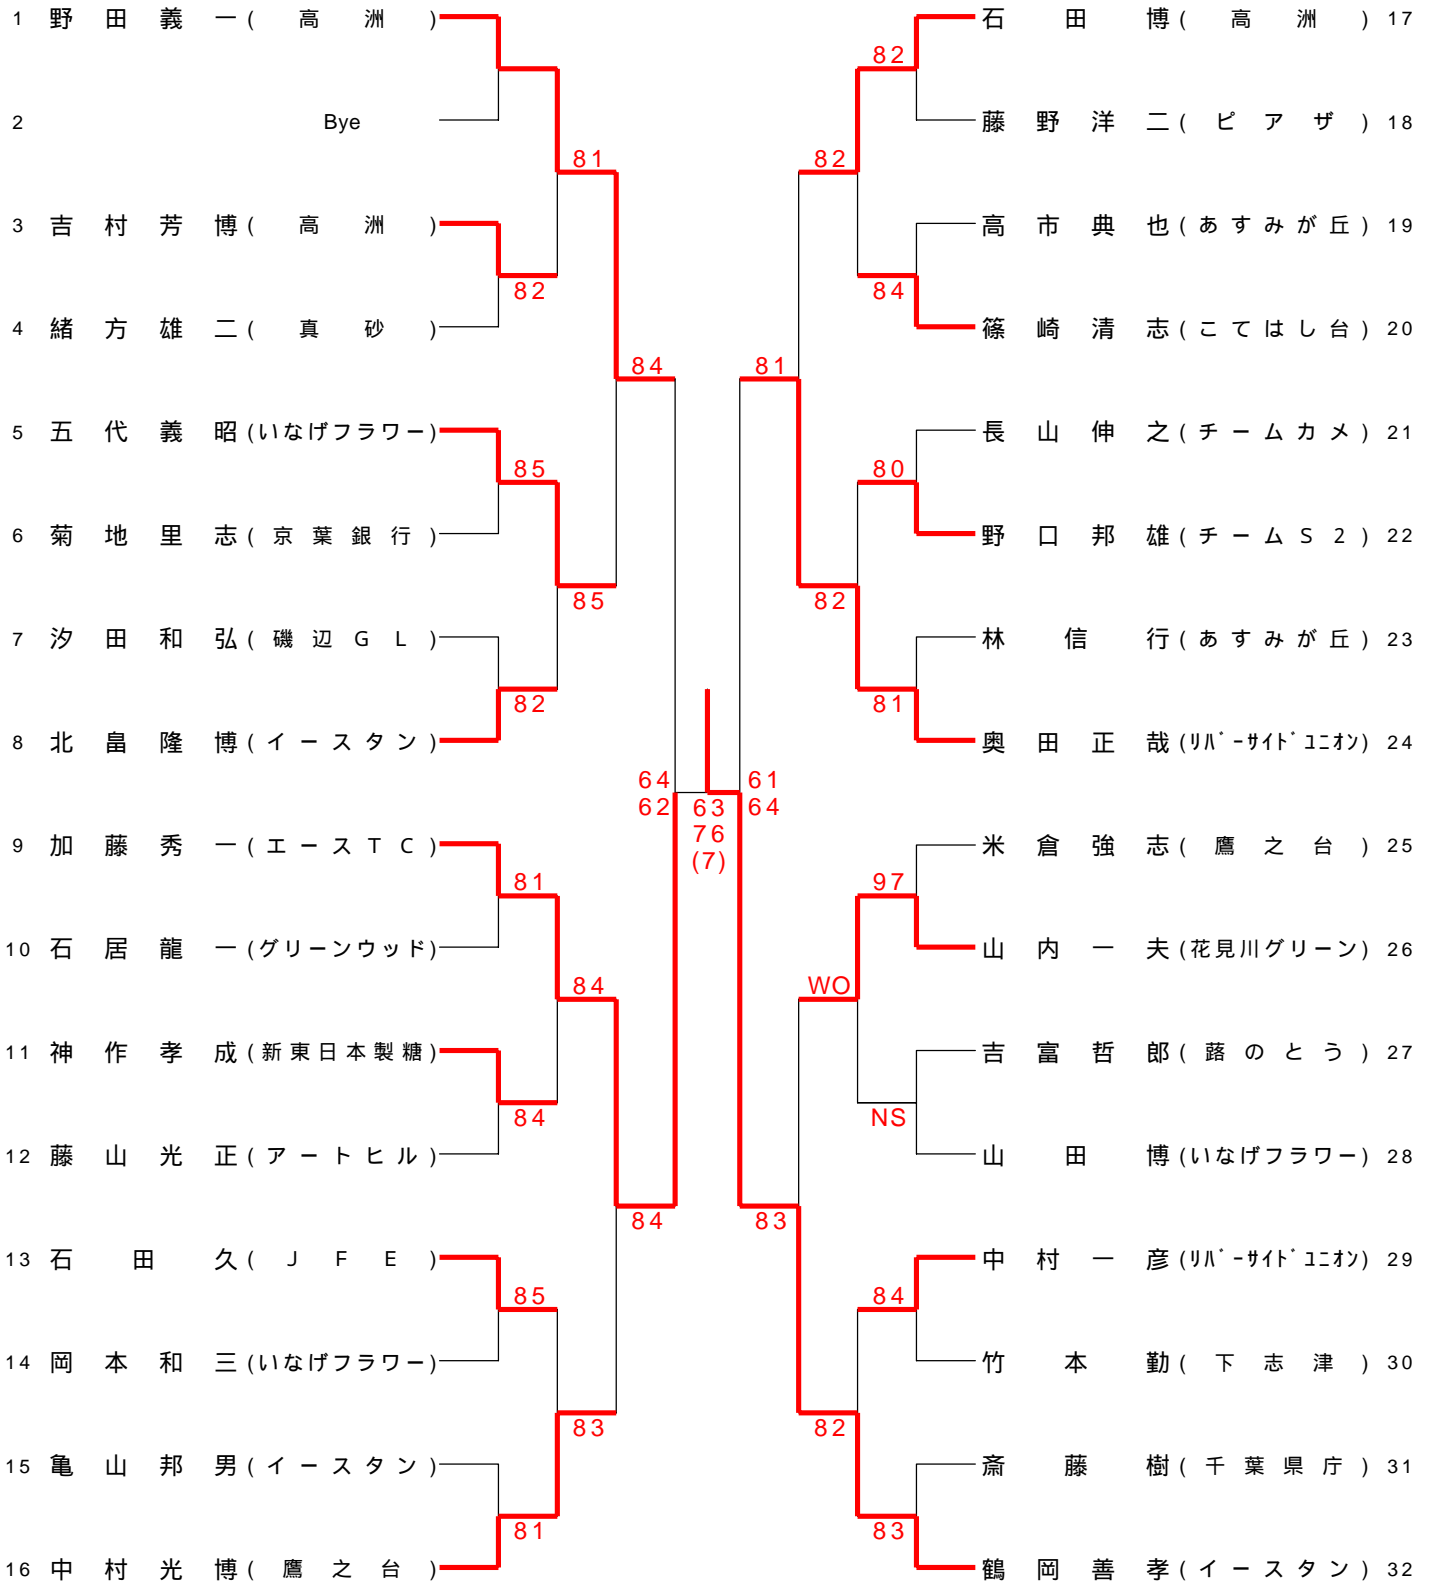 1 野田義一(高洲)
2 Bye
81
3 吉村芳博(高洲)
82
4 緒方雄二(真砂)
84
5 五代義昭(いなげフラワー)
85
6 菊地里志(京葉銀行)
85
7 汐田和弘(磯辺GL)
82
8 北畠隆博(イースタン)
64
62
9 加藤秀一(エースTC)
81
10 石居龍一(グリーンウッド)
84
11 神作孝成(新東日本製糖)
84
12 藤山光正(アートヒル)
84
13 石田久(JFE)
85
14 岡本和三(いなげフラワー)
83
15 亀山邦男(イースタン)
81
16 中村光博(鷹之台)
63
76
(7)
石田博(高洲) 17
82
藤野洋二(ピアザ) 18
82
高市典也(あすみが丘) 19
84
篠崎清志(こてはし台) 20
81
長山伸之(チームカメ) 21
80
野口邦雄(チームS2) 22
82
林信行(あすみが丘) 23
81
奥田正哉(リバーサイドユニオン) 24
61
64
米倉強志(鷹之台) 25
97
山内一夫(花見川グリーン) 26
WO
吉富哲郎(蕗のとう) 27
NS
山田博(いなげフラワー) 28
83
中村一彦(リバーサイドユニオン) 29
84
竹本勤(下志津) 30
82
斎藤樹(千葉県庁) 31
83
鶴岡善孝(イースタン) 32